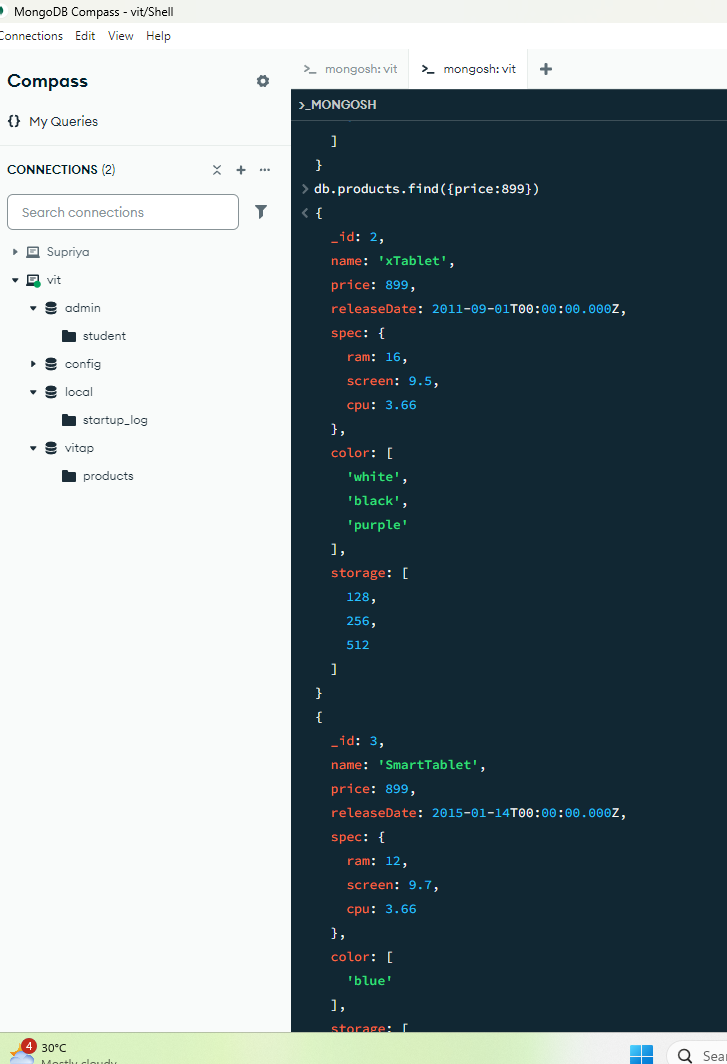 MongoDB Compass - vit/Shell
Connections Edit View Help
Compass
{} My Queries
CONNECTIONS (2)
Search connections
Supriya
vit
admin
student
config
local
startup_log
vitap
products
>_ mongosh: vit
>_ mongosh: vit
>_MONGOSH
]
}
> db.products.find({price:899})
< {
_id: 2,
name: 'xTablet',
price: 899,
releaseDate: 2011-09-01T00:00:00.000Z,
spec: {
ram: 16,
screen: 9.5,
cpu: 3.66
},
color: [
'white',
'black',
'purple'
],
storage: [
128,
256,
512
]
}
{
_id: 3,
name: 'SmartTablet',
price: 899,
releaseDate: 2015-01-14T00:00:00.000Z,
spec: {
ram: 12,
screen: 9.7,
cpu: 3.66
},
color: [
'blue'
],
storage: [
4
30°C
Mostly cloudy
Sea